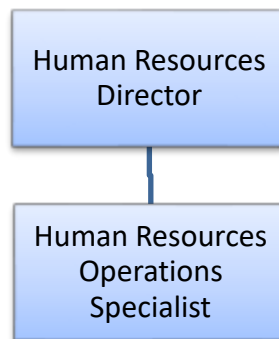 Human Resources
Director
Human Resources
Operations
Specialist